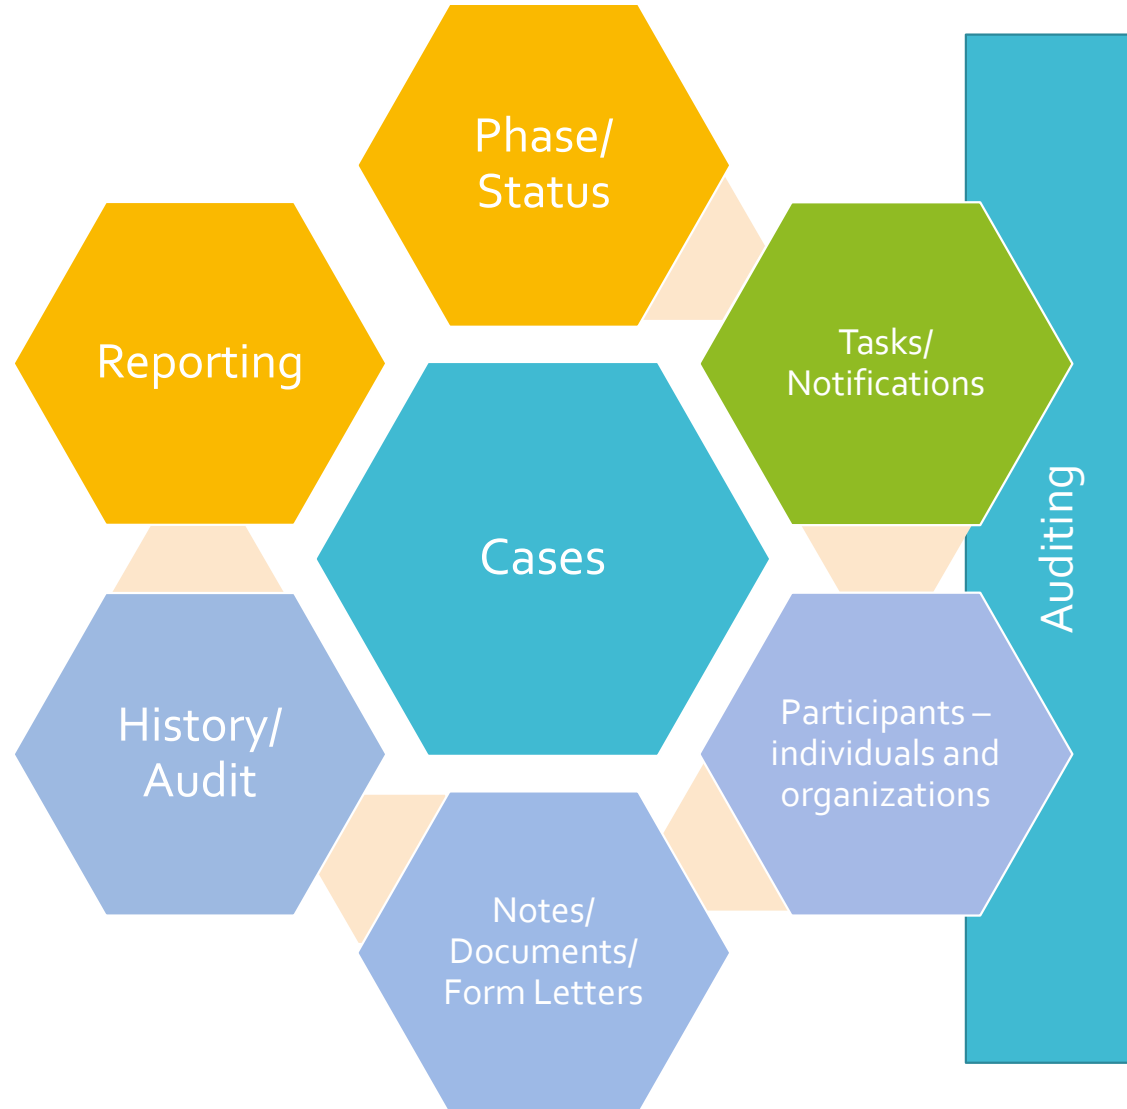 Phase/
Status
Reporting
Tasks/
Notifications
Cases
Auditing
History/
Audit
Participants –
individuals and
organizations
Notes/
Documents/
Form Letters